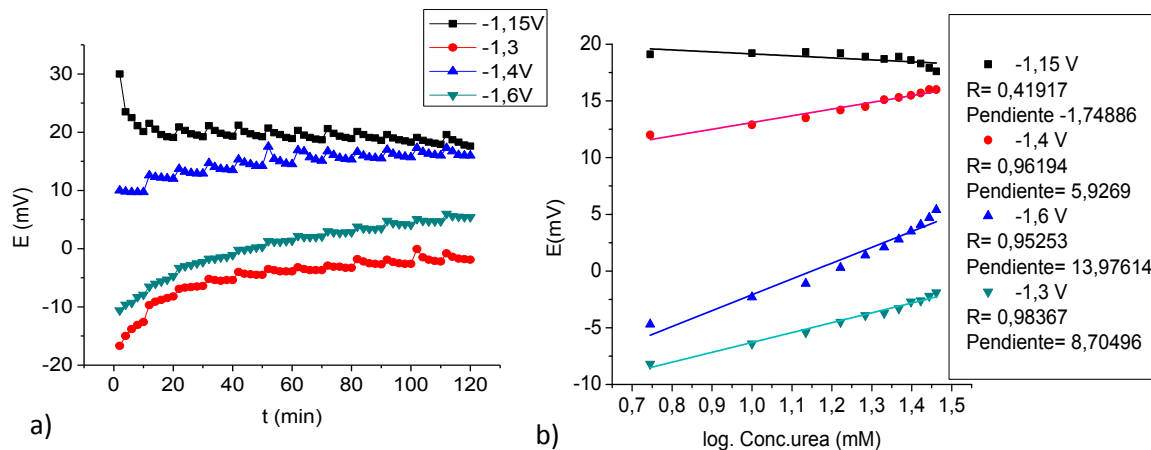 -1,15V
-1,3
-1,4V
-1,6V
30
20
10
0
-10
-20
E (mV)
0 20 40 60 80 100 120
t (min)
a)
20
15
10
5
0
-5
-10
E(mV)
0,7 0,8 0,9 1,0 1,1 1,2 1,3 1,4 1,5
log. Conc.urea (mM)
b)
-1,15 V
R= 0,41917
Pendiente -1,74886
-1,4 V
R= 0,96194
Pendiente= 5,9269
-1,6 V
R= 0,95253
Pendiente= 13,97614
-1,3 V
R= 0,98367
Pendiente= 8,70496